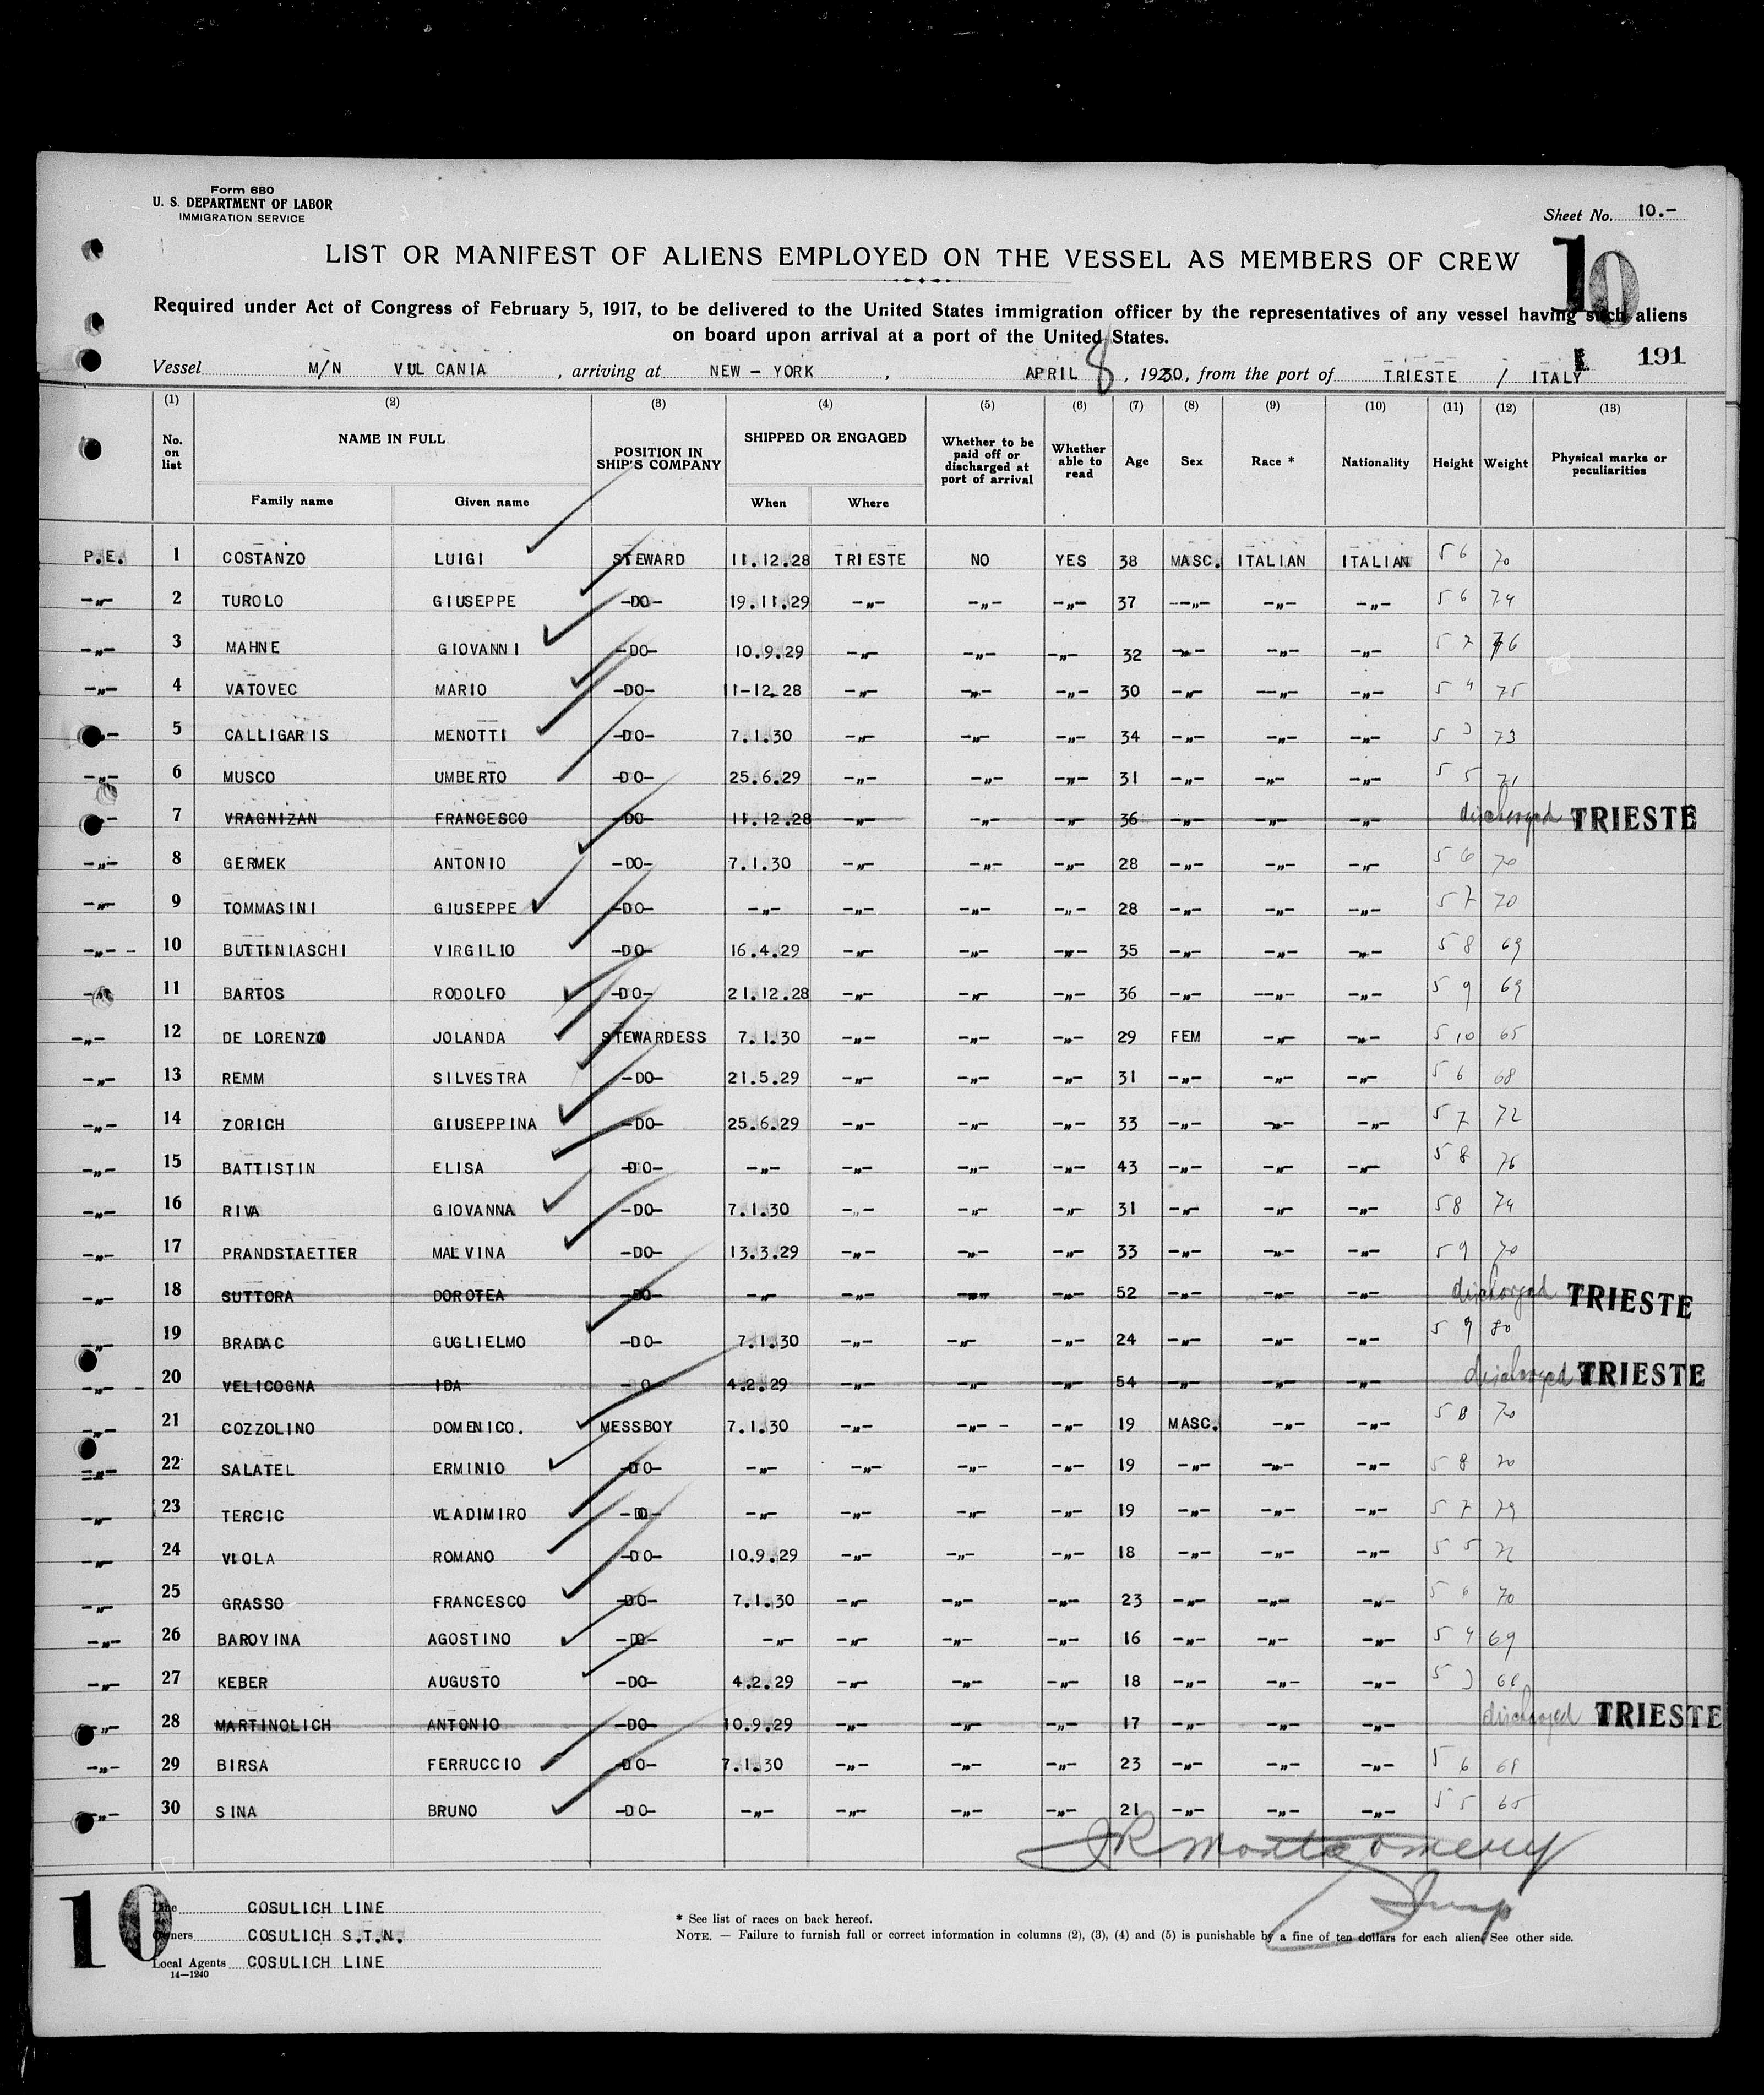 Form 680
U. S. DEPARTMENT OF LABOR
IMMIGRATION SERVICE
Sheet No. 10.-
LIST OR MANIFEST OF ALIENS EMPLOYED ON THE VESSEL AS MEMBERS OF CREW
10
Required under Act of Congress of February 5, 1917, to be delivered to the United States immigration officer by the representatives of any vessel having such aliens
on board upon arrival at a port of the United States.
191
Vessel M/N VULCANIA, arriving at NEW-YORK, APRIL 8, 1930, from the port of TRIESTE / ITALY
(1) (2) (3) (4) (5) (6) (7) (8) (9) (10) (11) (12) (13)
No. on list NAME IN FULL Family name Given name POSITION IN SHIP'S COMPANY SHIPPED OR ENGAGED When Where Whether to be paid off or discharged at port of arrival Whether able to read Age Sex Race * Nationality Height Weight Physical marks or peculiarities
P.E. 1 COSTANZO LUIGI STEWARD 11.12.28 TRIESTE NO YES 38 MASC. ITALIAN ITALIAN 5 6 70
-"- 2 TUROLO GIUSEPPE -DO- 19.11.29 -"- -"- -"- 37 -"- -"- -"- 5 6 74
-"- 3 MAHNE GIOVANNI -DO- 10.9.29 -"- -"- -"- 32 -"- -"- -"- 5 7 76
-"- 4 VATOVEC MARIO -DO- 11-12.28 -"- -"- -"- 30 -"- -"- -"- 5 4 75
5 CALLIGARIS MENOTTI -DO- 7.1.30 -"- -"- -"- 34 -"- -"- -"- 5 3 73
-"- 6 MUSCO UMBERTO -DO- 25.6.29 -"- -"- -"- 31 -"- -"- -"- 5 5 71
7 VRAGNIZAN FRANCESCO -DO- 11.12.28 -"- -"- -"- 36 -"- -"- -"- discharged TRIESTE
-"- 8 GERMEK ANTONIO -DO- 7.1.30 -"- -"- -"- 28 -"- -"- -"- 5 6 70
-"- 9 TOMMASINI GIUSEPPE -DO- -"- -"- -"- -"- 28 -"- -"- -"- 5 7 70
-"- 10 BUTTINIASCHI VIRGILIO -DO- 16.4.29 -"- -"- -"- 35 -"- -"- -"- 5 8 69
-"- 11 BARTOS RODOLFO -DO- 21.12.28 -"- -"- -"- 36 -"- -"- -"- 5 9 69
-"- 12 DE LORENZO JOLANDA STEWARDESS 7.1.30 -"- -"- -"- 29 FEM -"- -"- 5 10 65
-"- 13 REMM SILVESTRA -DO- 21.5.29 -"- -"- -"- 31 -"- -"- -"- 5 6 68
-"- 14 ZORICH GIUSEPPINA -DO- 25.6.29 -"- -"- -"- 33 -"- -"- -"- 5 7 72
-"- 15 BATTISTIN ELISA -DO- -"- -"- -"- -"- 43 -"- -"- -"- 5 8 76
-"- 16 RIVA GIOVANNA -DO- 7.1.30 -"- -"- -"- 31 -"- -"- -"- 5 8 74
-"- 17 PRANDSTAETTER MALVINA -DO- 13.3.29 -"- -"- -"- 33 -"- -"- -"- 5 9 70
-"- 18 SUTTORA DOROTEA -DO- -"- -"- -"- -"- 52 -"- -"- -"- discharged TRIESTE
-"- 19 BRADAC GUGLIELMO -DO- 7.1.30 -"- -"- -"- 24 -"- -"- -"- 5 9 80
-"- 20 VELICOGNA IDA -DO- 4.2.29 -"- -"- -"- 54 -"- -"- -"- discharged TRIESTE
-"- 21 COZZOLINO DOMENICO. MESSBOY 7.1.30 -"- -"- -"- 19 MASC. -"- -"- 5 8 70
-"- 22 SALATEL ERMINIO -DO- -"- -"- -"- -"- 19 -"- -"- -"- 5 8 70
-"- 23 TERCIC VLADIMIRO -DO- -"- -"- -"- -"- 19 -"- -"- -"- 5 7 79
-"- 24 VIOLA ROMANO -DO- 10.9.29 -"- -"- -"- 18 -"- -"- -"- 5 5 72
-"- 25 GRASSO FRANCESCO -DO- 7.1.30 -"- -"- -"- 23 -"- -"- -"- 5 6 70
-"- 26 BAROVINA AGOSTINO -DO- -"- -"- -"- -"- 16 -"- -"- -"- 5 4 69
-"- 27 KEBER AUGUSTO -DO- 4.2.29 -"- -"- -"- 18 -"- -"- -"- 5 3
-"- 28 MARTINOLICH ANTONIO -DO- 10.9.29 -"- -"- -"- 17 -"- -"- -"- discharged TRIESTE
-"- 29 BIRSA FERRUCCIO -DO- 7.1.30 -"- -"- -"- 23 -"- -"- -"- 5 6 68
-"- 30 SINA BRUNO -DO- -"- -"- -"- -"- 21 -"- -"- -"- 5 5 65
JR Montgomery
10
Line COSULICH LINE
Owners COSULICH S.T.N.
Local Agents COSULICH LINE
14—1240
* See list of races on back hereof.
NOTE. — Failure to furnish full or correct information in columns (2), (3), (4) and (5) is punishable by a fine of ten dollars for each alien. See other side.